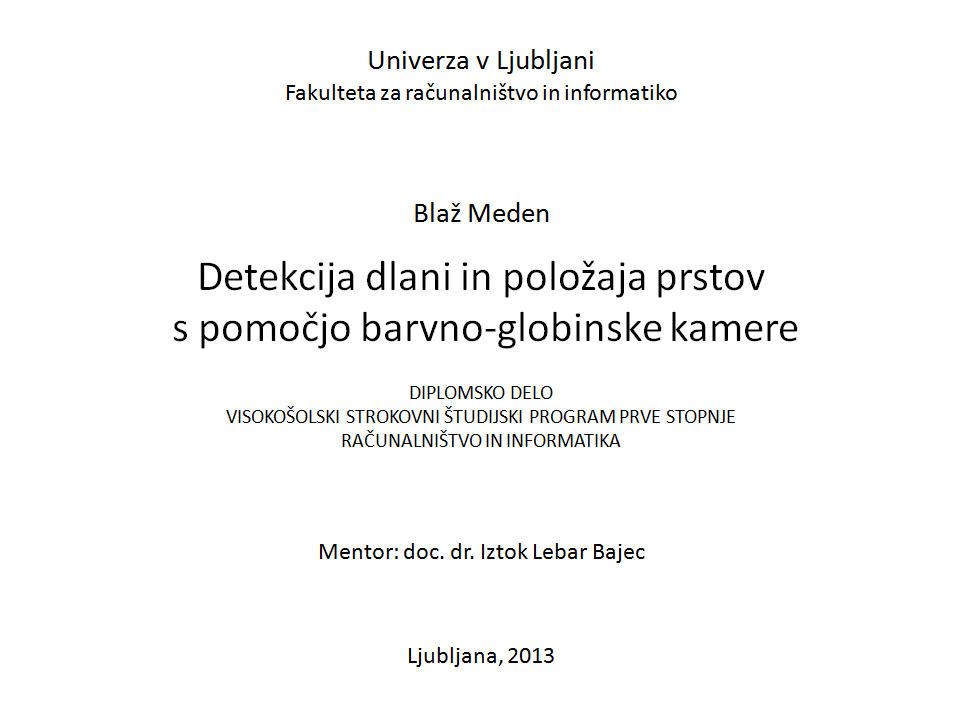 Univerza v Ljubljani
Fakulteta za računalništvo in informatiko
Blaž Meden
Detekcija dlani in položaja prstov
s pomočjo barvno-globinske kamere
DIPLOMSKO DELO
VISOKOŠOLSKI STROKOVNI ŠTUDIJSKI PROGRAM PRVE STOPNJE
RAČUNALNIŠTVO IN INFORMATIKA
Mentor: doc. dr. Iztok Lebar Bajec
Ljubljana, 2013